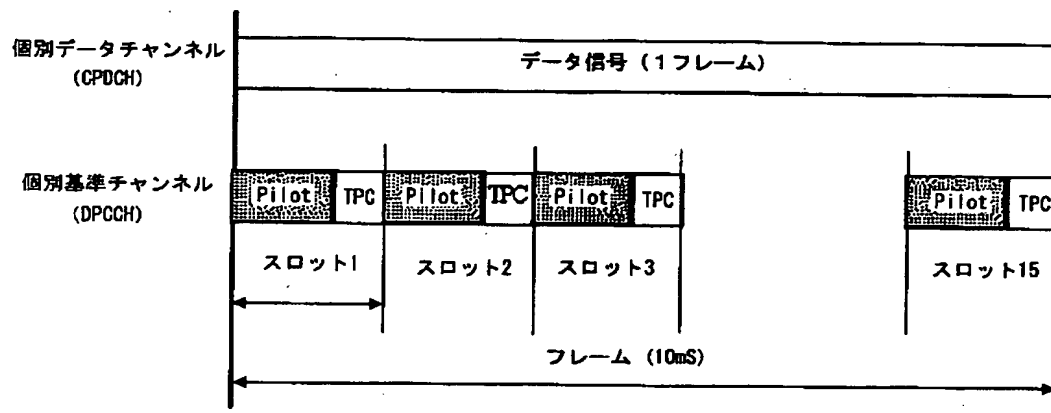 個別データチャンネル
(CPDCH)
データ信号 (1フレーム)
個別基準チャンネル
(DPCCH)
Pilot TPC Pilot TPC Pilot TPC Pilot TPC
スロット1 スロット2 スロット3 スロット15
フレーム (10mS)